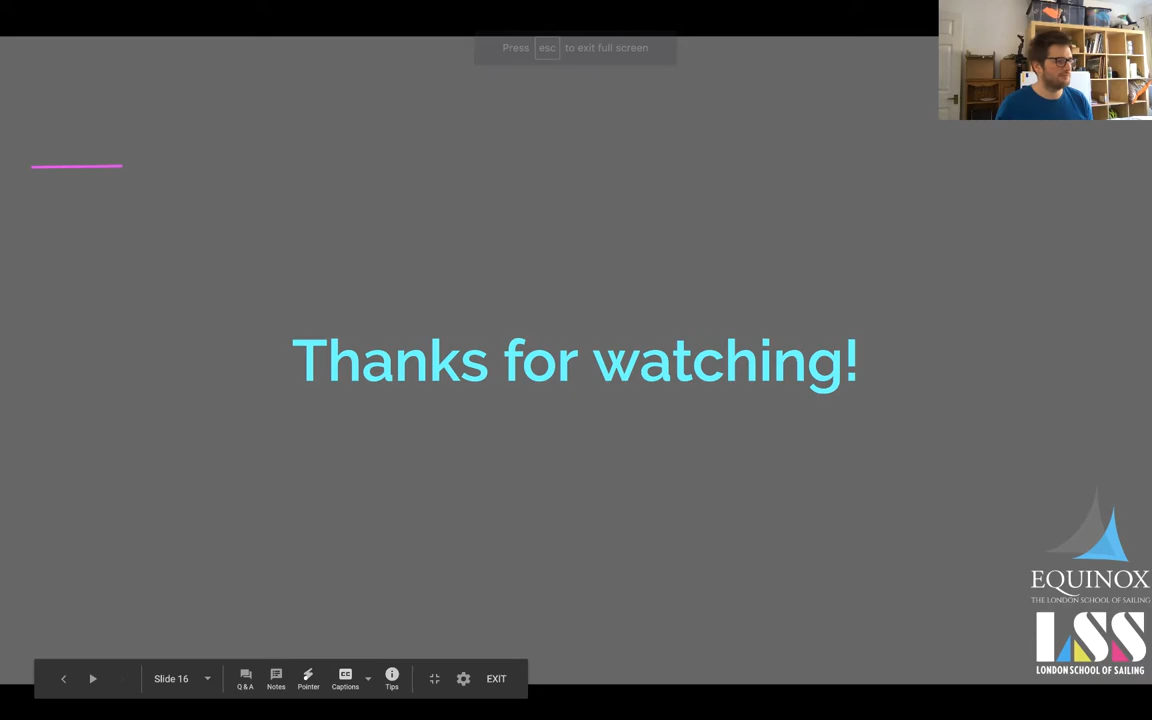 Press esc to exit full screen
Thanks for watching!
EQUINOX
THE LONDON SCHOOL OF SAILING
LSS
LONDON SCHOOL OF SAILING
Slide 16
Q & A
Notes
Pointer
CC
Captions
Tips
EXIT